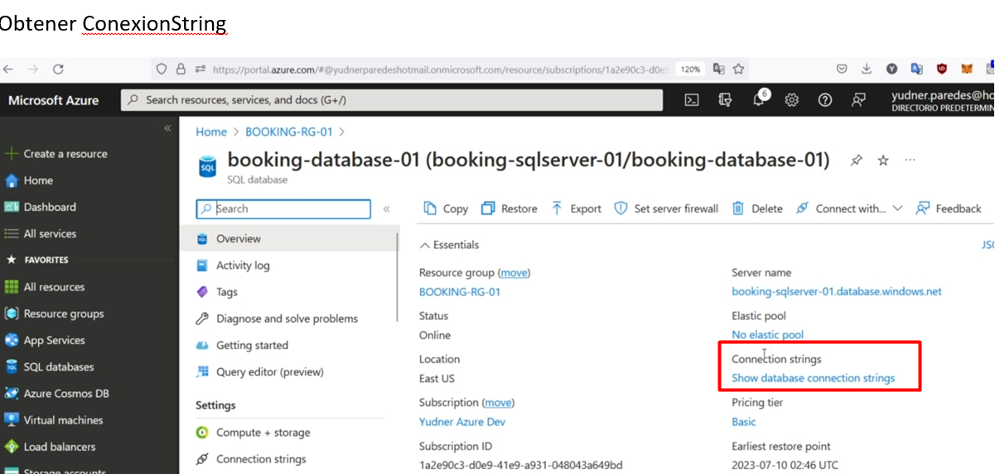 Obtener ConexionString
https://portal.azure.com/#@yudnerparedeshotmail.onmicrosoft.com/resource/subscriptions/1a2e90c3-d0e9
120%
Microsoft Azure
Search resources, services, and docs (G+/)
6
yudner.paredes@ho
DIRECTORIO PREDETERMIN
Create a resource
Home
Dashboard
All services
FAVORITES
All resources
Resource groups
App Services
SQL databases
Azure Cosmos DB
Virtual machines
Load balancers
Storage accounts
Home > BOOKING-RG-01 >
SQL
booking-database-01 (booking-sqlserver-01/booking-database-01)
SQL database
Search
Overview
Activity log
Tags
Diagnose and solve problems
Getting started
Query editor (preview)
Settings
Compute + storage
Connection strings
Copy Restore Export Set server firewall Delete Connect with... Feedback
Essentials
JSO
Resource group (move)
BOOKING-RG-01
Status
Online
Location
East US
Subscription (move)
Yudner Azure Dev
Subscription ID
1a2e90c3-d0e9-41e9-a931-048043a649bd
Server name
booking-sqlserver-01.database.windows.net
Elastic pool
No elastic pool
Connection strings
Show database connection strings
Pricing tier
Basic
Earliest restore point
2023-07-10 02:46 UTC